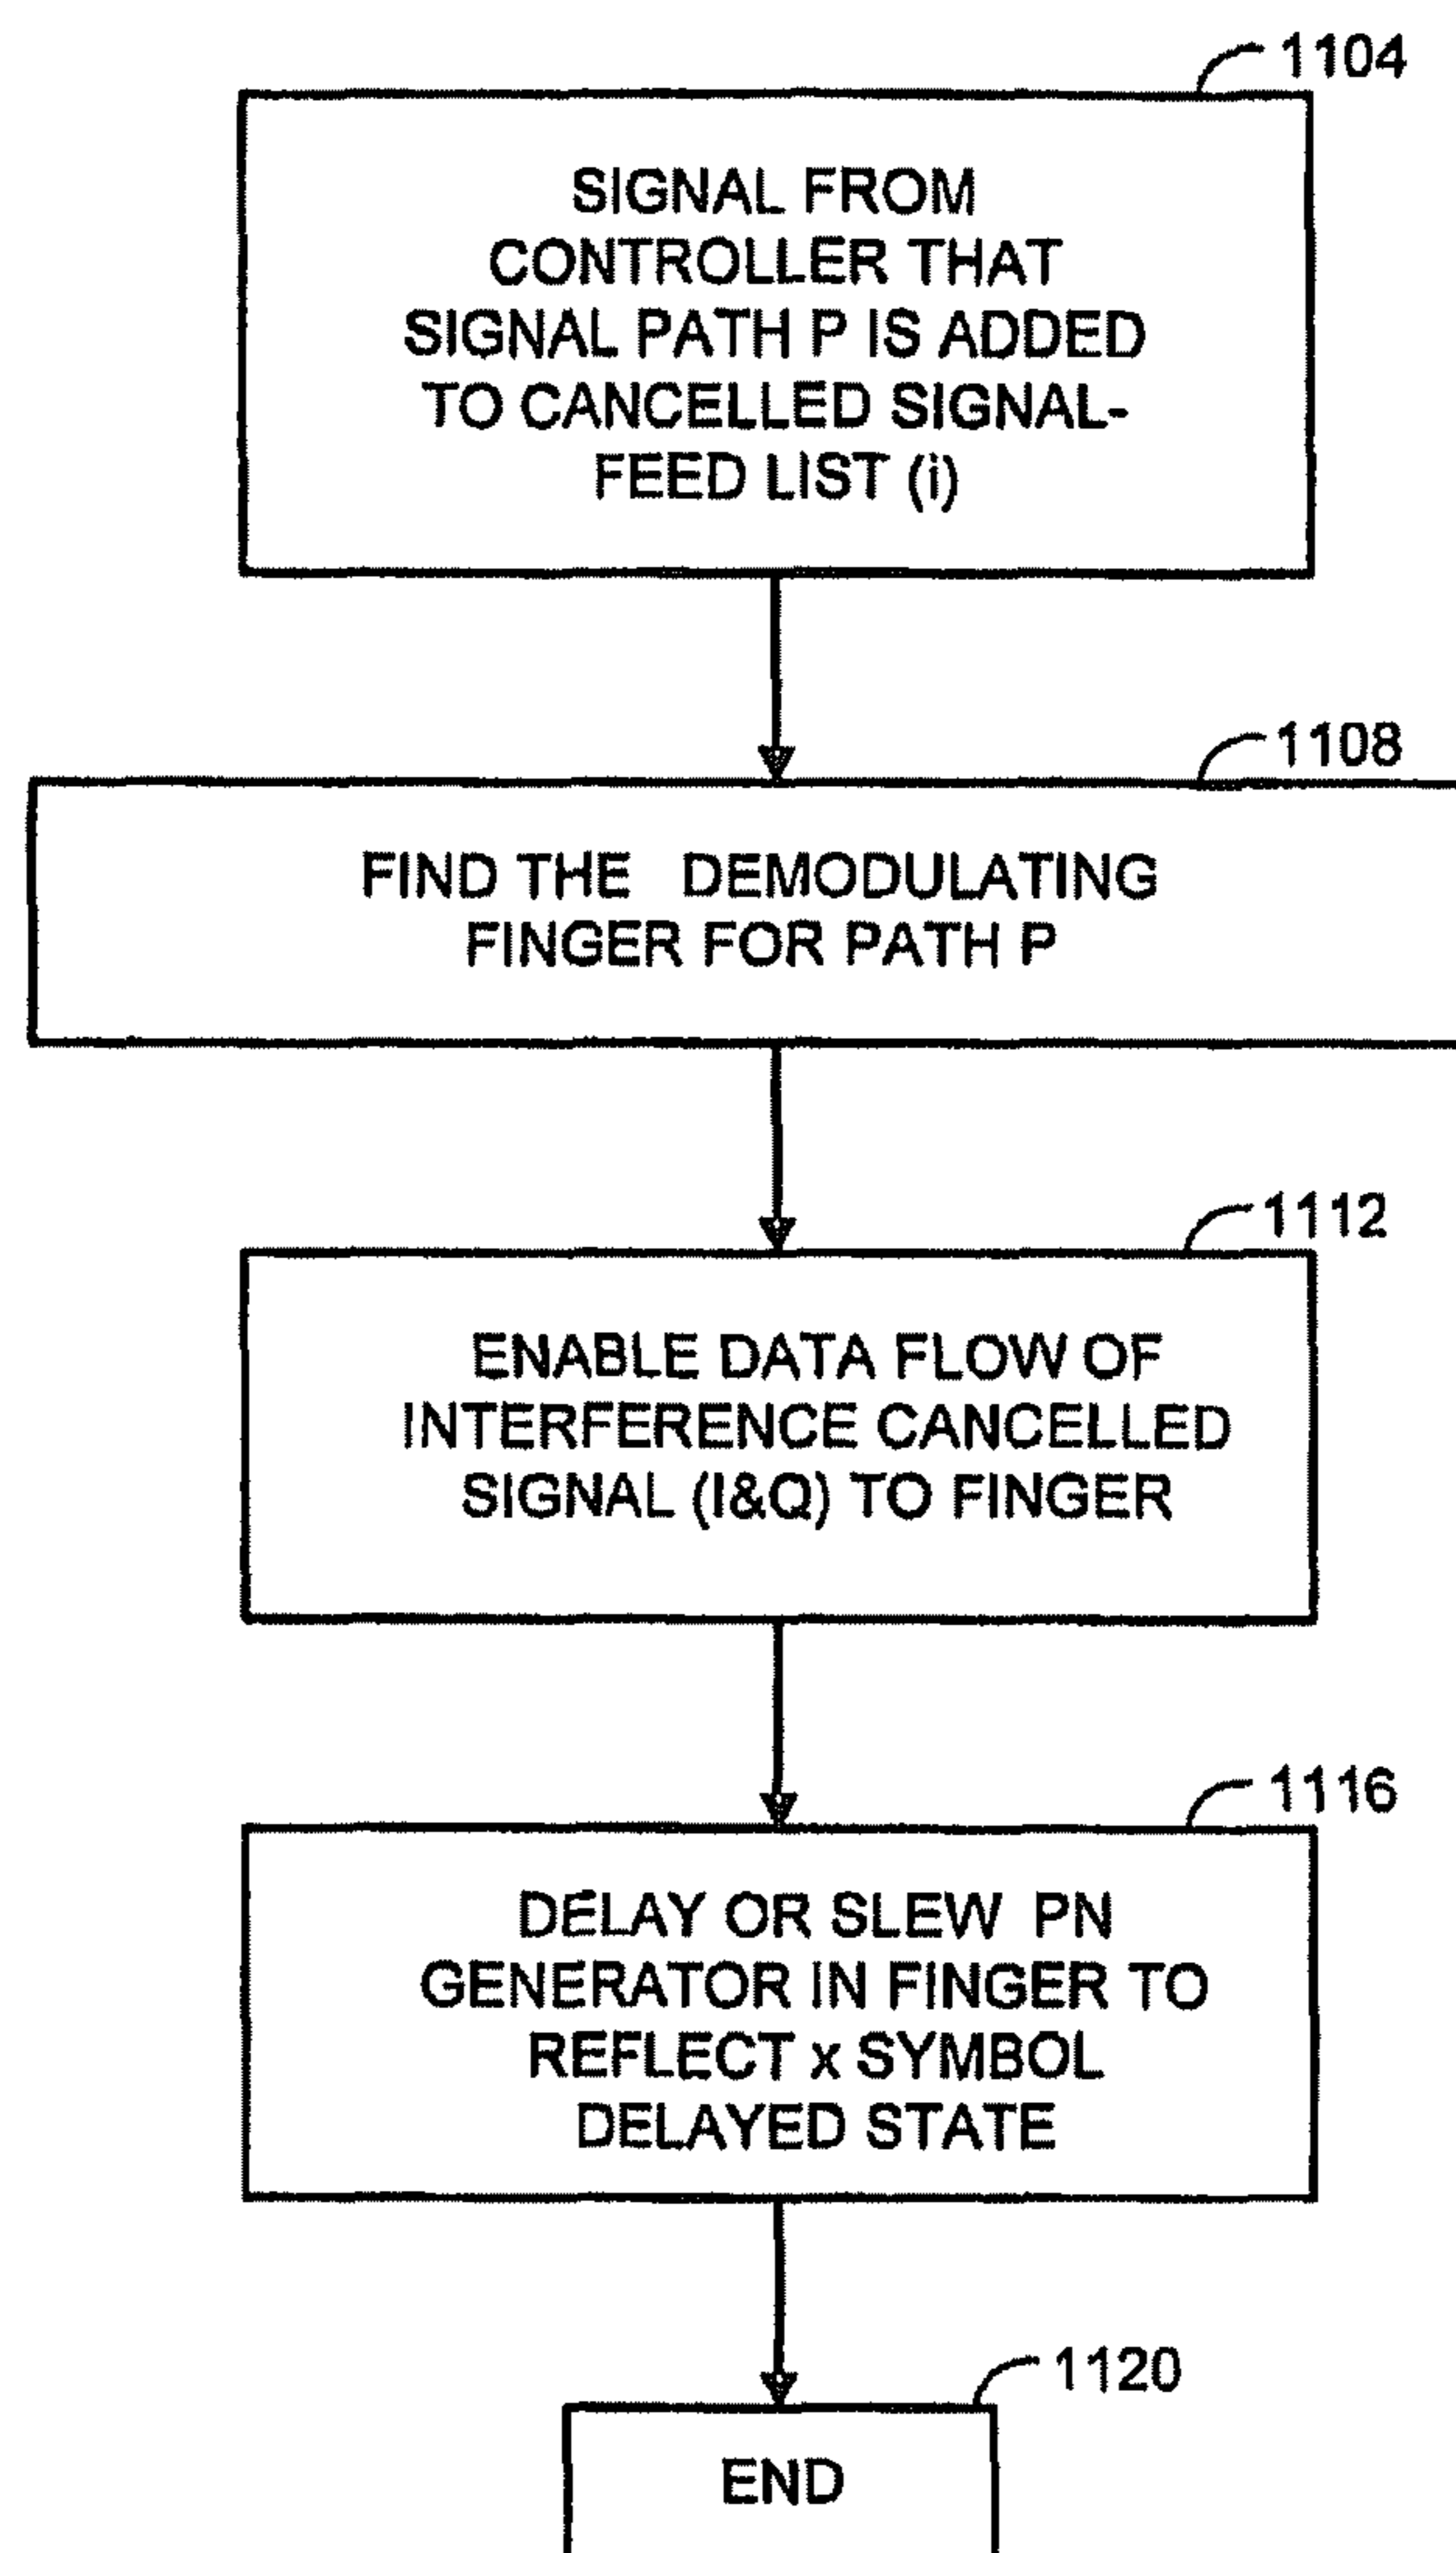 1104
SIGNAL FROM
CONTROLLER THAT
SIGNAL PATH P IS ADDED
TO CANCELLED SIGNAL-
FEED LIST (i)
1108
FIND THE DEMODULATING
FINGER FOR PATH P
1112
ENABLE DATA FLOW OF
INTERFERENCE CANCELLED
SIGNAL (I&Q) TO FINGER
1116
DELAY OR SLEW PN
GENERATOR IN FINGER TO
REFLECT x SYMBOL
DELAYED STATE
1120
END